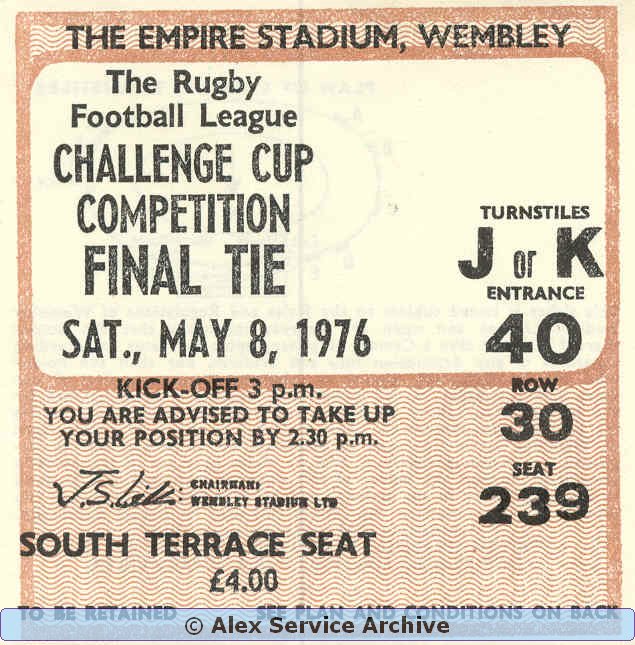 THE EMPIRE STADIUM, WEMBLEY
The Rugby
Football League
CHALLENGE CUP
COMPETITION
FINAL TIE
SAT., MAY 8, 1976
TURNSTILES
J or K
ENTRANCE
40
ROW
30
SEAT
239
KICK-OFF 3 p.m.
YOU ARE ADVISED TO TAKE UP
YOUR POSITION BY 2.30 p.m.
CHAIRMAN:
WEMBLEY STADIUM LTD
SOUTH TERRACE SEAT
£4.00
TO BE RETAINED SEE PLAN AND CONDITIONS ON BACK
© Alex Service Archive